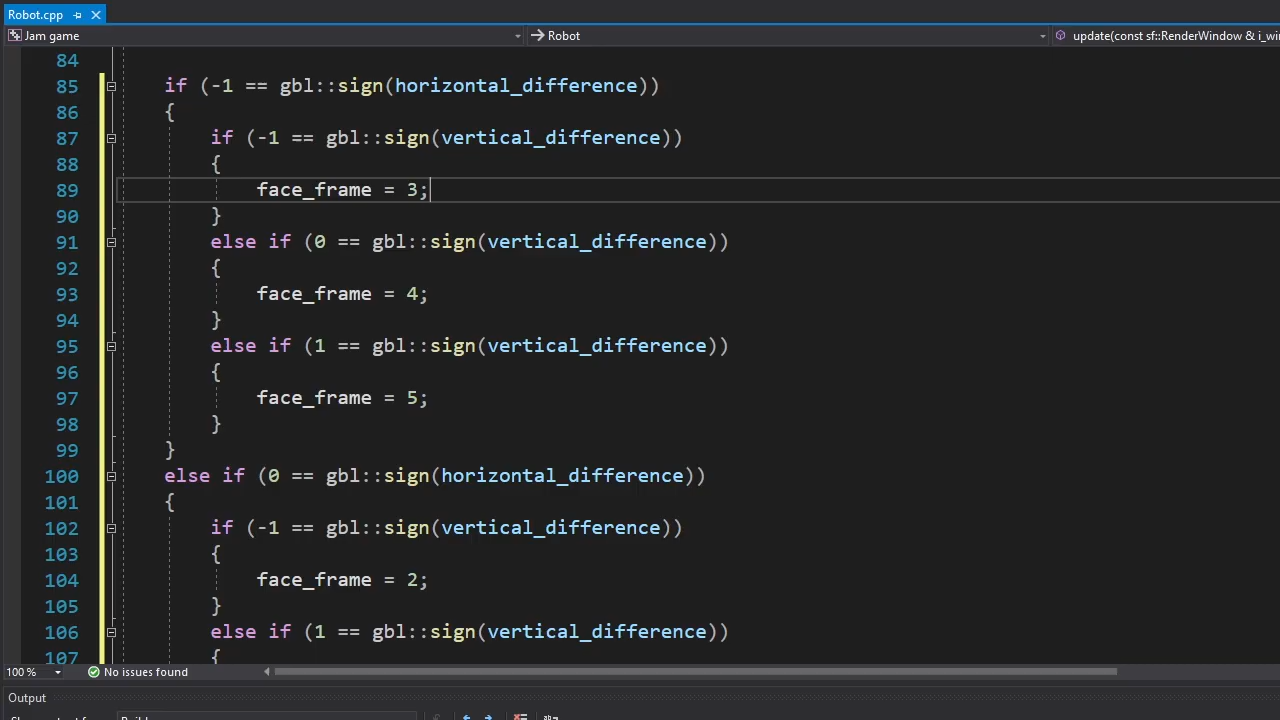 Robot.cpp
Jam game
Robot
update(const sf::RenderWindow & i_wi
84
85 if (-1 == gbl::sign(horizontal_difference))
86 {
87 if (-1 == gbl::sign(vertical_difference))
88 {
89 face_frame = 3;
90 }
91 else if (0 == gbl::sign(vertical_difference))
92 {
93 face_frame = 4;
94 }
95 else if (1 == gbl::sign(vertical_difference))
96 {
97 face_frame = 5;
98 }
99 }
100 else if (0 == gbl::sign(horizontal_difference))
101 {
102 if (-1 == gbl::sign(vertical_difference))
103 {
104 face_frame = 2;
105 }
106 else if (1 == gbl::sign(vertical_difference))
107 {
100 %
No issues found
Output